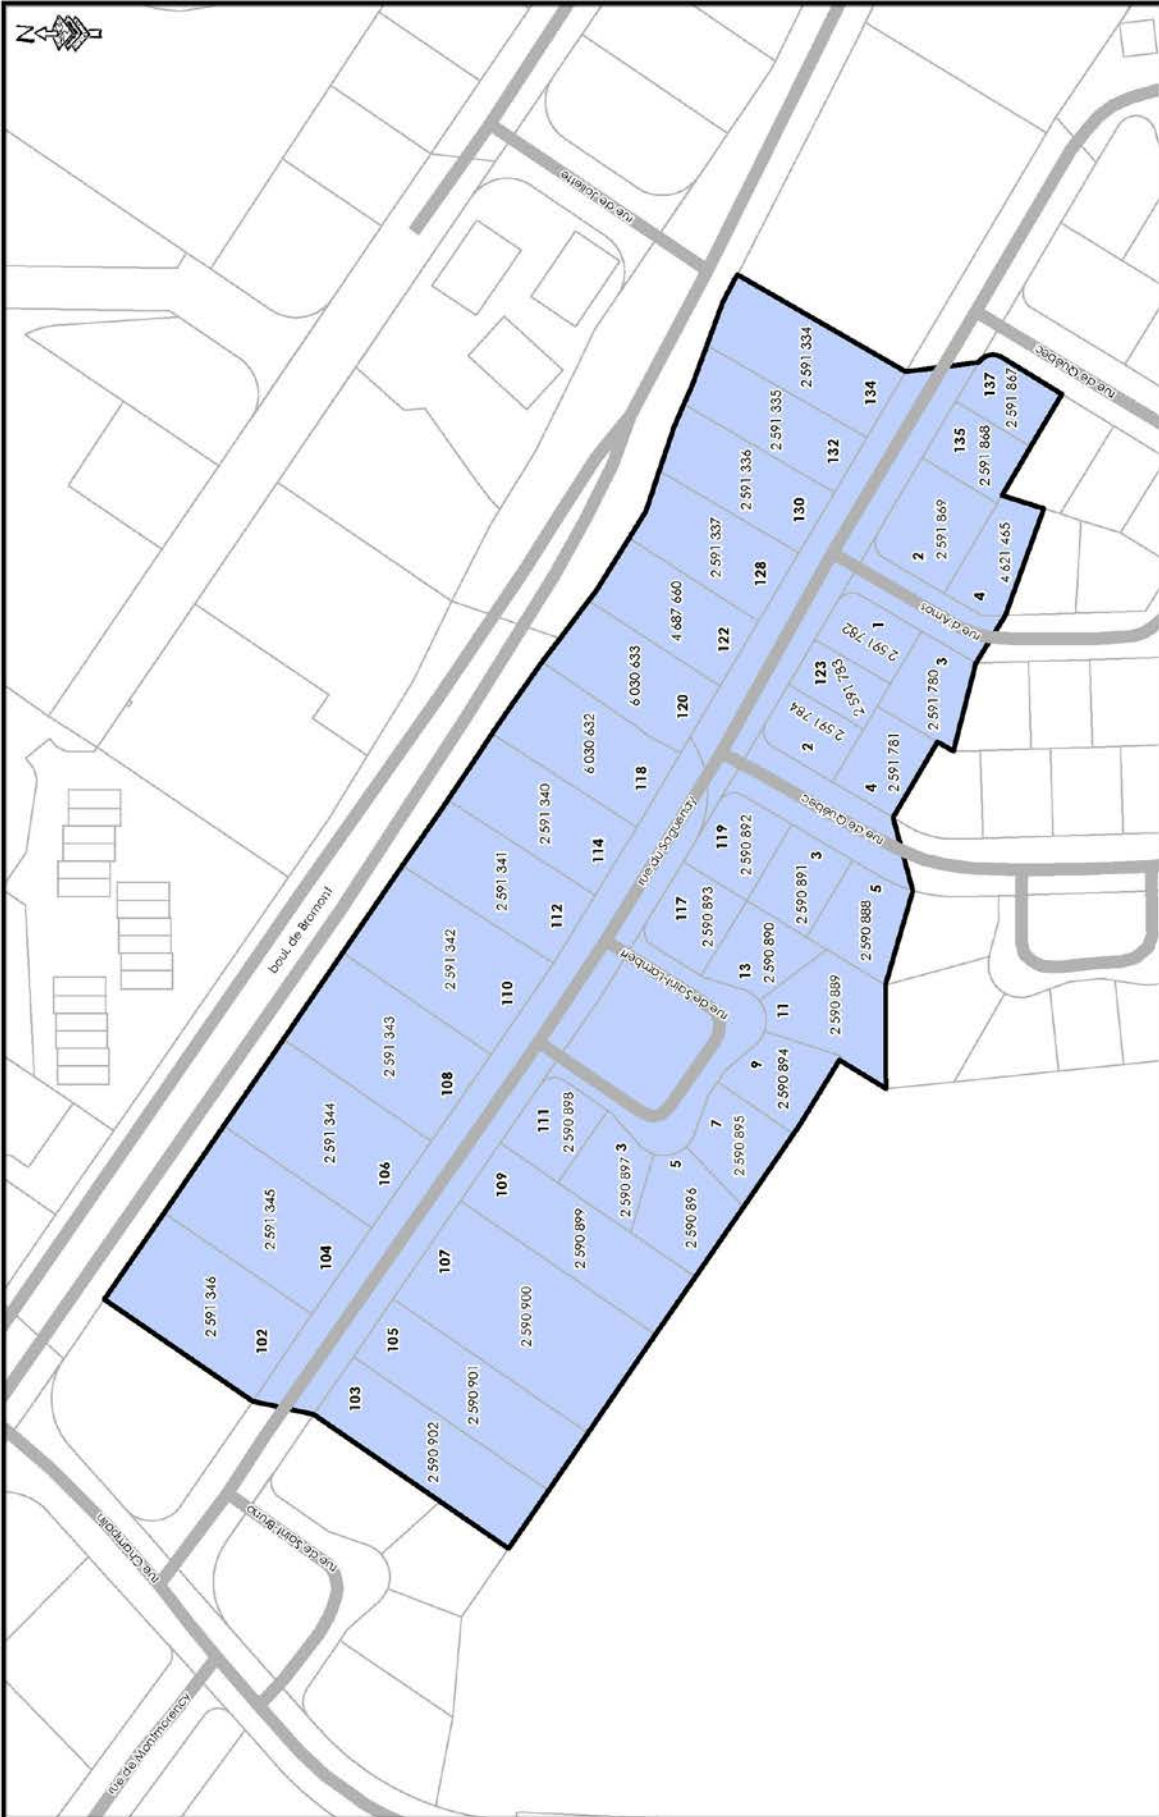 N
boul. de Bromont
rue de Joliette
rue Champlain
rue de Montmorency
rue de Saint-Bruno
rue du Saguenay
rue de Saint-Lambert
rue de Québec
rue d'Amos
rue de Québec
2 591 346
102
2 591 345
104
2 591 344
106
2 591 343
108
2 591 342
110
2 591 341
112
2 591 340
114
6 030 632
118
6 030 633
120
4 687 660
122
2 591 337
128
2 591 336
130
2 591 335
132
2 591 334
134
103
2 590 902
105
2 590 901
107
2 590 900
109
2 590 899
111
2 590 898
3
2 590 897
5
2 590 896
7
2 590 895
9
2 590 894
11
2 590 889
13
2 590 890
117
2 590 893
119
2 590 892
3
2 590 891
5
2 590 888
2
2 591 784
4
2 591 781
123
2 591 783
1
2 591 782
3
2 591 780
2
2 591 869
4
4 621 465
135
2 591 868
137
2 591 867